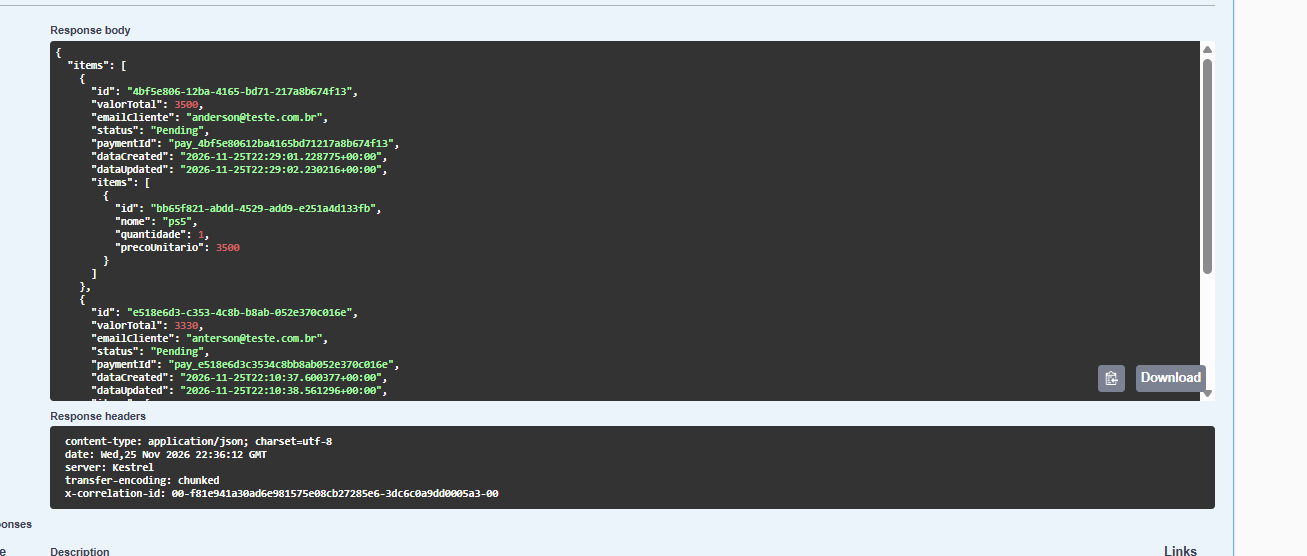 Response body
{
  "items": [
    {
      "id": "4bf5e806-12ba-4165-bd71-217a8b674f13",
      "valorTotal": 3500,
      "emailCliente": "anderson@teste.com.br",
      "status": "Pending",
      "paymentId": "pay_4bf5e80612ba4165bd71217a8b674f13",
      "dataCreated": "2026-11-25T22:29:01.228775+00:00",
      "dataUpdated": "2026-11-25T22:29:02.230216+00:00",
      "items": [
        {
          "id": "bb65f821-abdd-4529-add9-e251a4d133fb",
          "nome": "ps5",
          "quantidade": 1,
          "precoUnitario": 3500
        }
      ]
    },
    {
      "id": "e518e6d3-c353-4c8b-b8ab-052e370c016e",
      "valorTotal": 3330,
      "emailCliente": "anterson@teste.com.br",
      "status": "Pending",
      "paymentId": "pay_e518e6d3c3534c8bb8ab052e370c016e",
      "dataCreated": "2026-11-25T22:10:37.600377+00:00",
      "dataUpdated": "2026-11-25T22:10:38.561296+00:00",
Download
Response headers
content-type: application/json; charset=utf-8
date: Wed,25 Nov 2026 22:36:12 GMT
server: Kestrel
transfer-encoding: chunked
x-correlation-id: 00-f81e941a30ad6e981575e08cb27285e6-3dc6c0a9dd0005a3-00
ponses
e Description Links